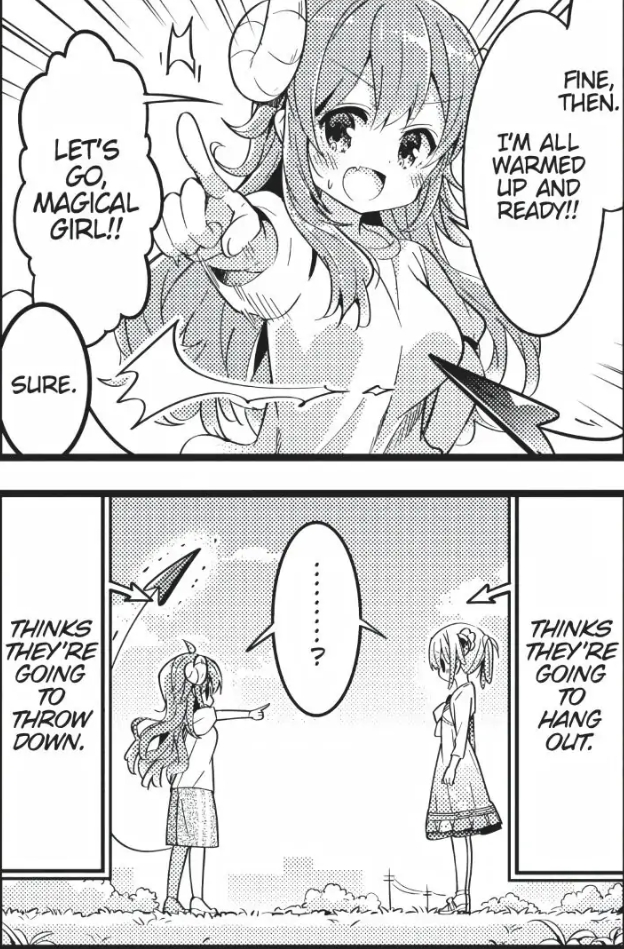 FINE,
THEN.
I'M ALL
WARMED
UP AND
READY!!
LET'S
GO,
MAGICAL
GIRL!!
SURE.
THINKS
THEY'RE
GOING
TO
HANG
OUT.
.........?
THINKS
THEY'RE
GOING
TO
THROW
DOWN.